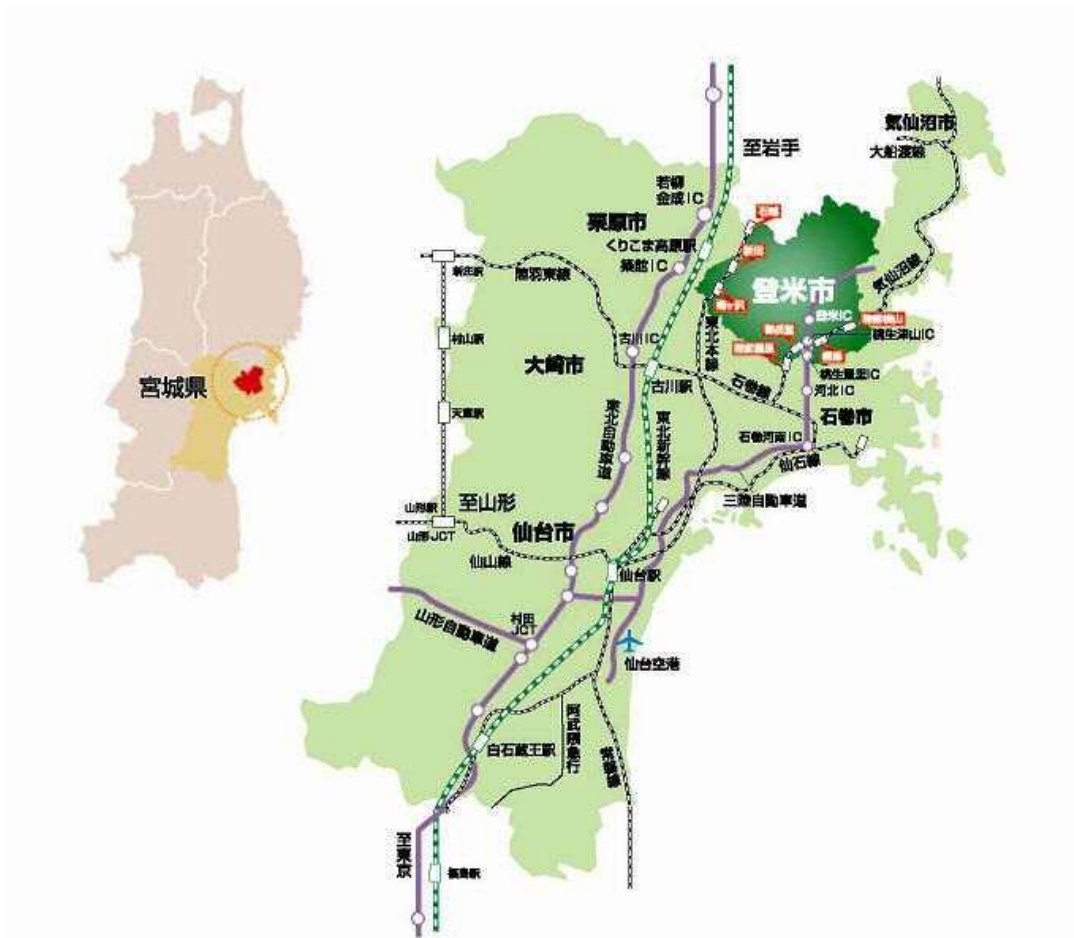 気仙沼市
大船渡線
至岩手
若柳
金成IC
栗原市
くりこま高原駅
築館IC
石越
新田
梅ヶ沢
登米市
登米IC
気仙沼線
桃生津山IC
新庄駅
陸羽東線
村山駅
天童駅
古川IC
大崎市
古川駅
東北本線
石巻線
桃生豊里IC
河北IC
石巻市
石巻河南IC
仙石線
三陸自動車道
宮城県
東北自動車道
東北新幹線
山形駅
至山形
山形JCT
仙台市
仙山線
仙台駅
山形自動車道
村田
JCT
仙台空港
白石蔵王駅
阿武隈急行
常磐線
至東京
福島駅